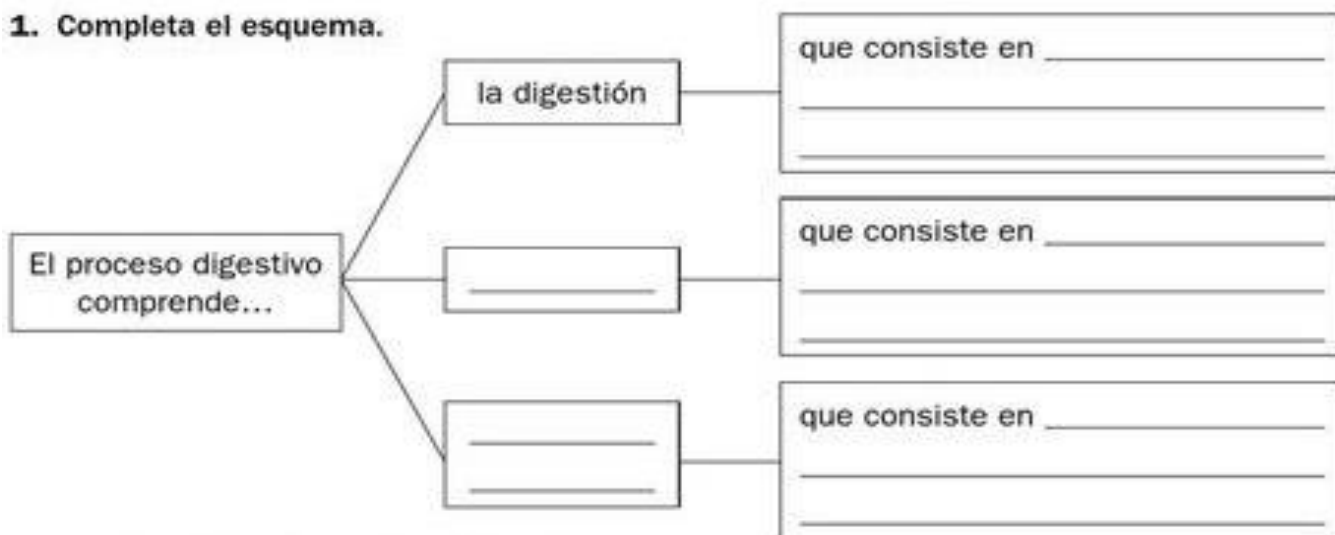 1. Completa el esquema.
que consiste en
la digestión
que consiste en
El proceso digestivo
comprende...
que consiste en